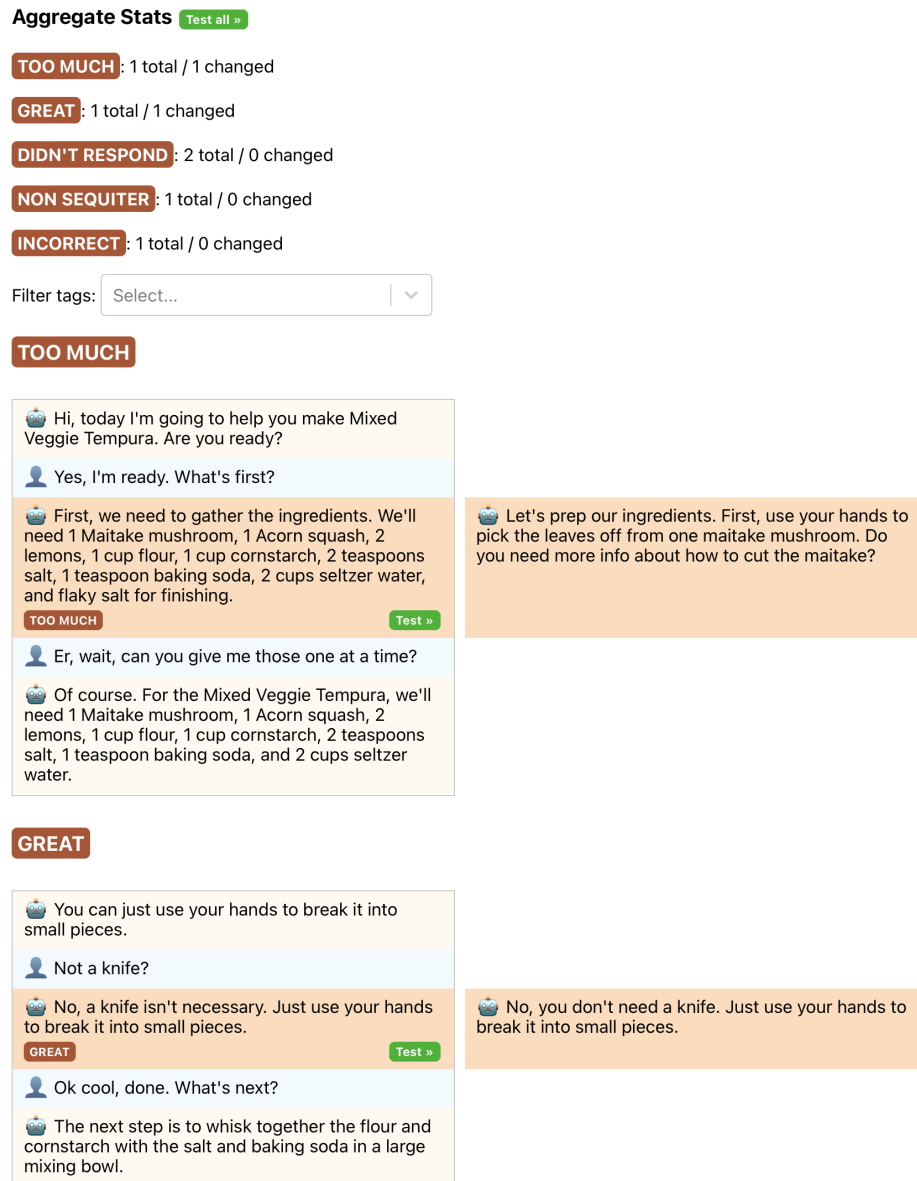 Aggregate Stats Test all »
TOO MUCH: 1 total / 1 changed
GREAT: 1 total / 1 changed
DIDN'T RESPOND: 2 total / 0 changed
NON SEQUITER: 1 total / 0 changed
INCORRECT: 1 total / 0 changed
Filter tags: Select...
TOO MUCH
Hi, today I'm going to help you make Mixed
Veggie Tempura. Are you ready?
Yes, I'm ready. What's first?
First, we need to gather the ingredients. We'll
need 1 Maitake mushroom, 1 Acorn squash, 2
lemons, 1 cup flour, 1 cup cornstarch, 2 teaspoons
salt, 1 teaspoon baking soda, 2 cups seltzer water,
and flaky salt for finishing.
TOO MUCH Test »
Let's prep our ingredients. First, use your hands to
pick the leaves off from one maitake mushroom. Do
you need more info about how to cut the maitake?
Er, wait, can you give me those one at a time?
Of course. For the Mixed Veggie Tempura, we'll
need 1 Maitake mushroom, 1 Acorn squash, 2
lemons, 1 cup flour, 1 cup cornstarch, 2 teaspoons
salt, 1 teaspoon baking soda, and 2 cups seltzer
water.
GREAT
You can just use your hands to break it into
small pieces.
Not a knife?
No, a knife isn't necessary. Just use your hands
to break it into small pieces.
GREAT Test »
No, you don't need a knife. Just use your hands to
break it into small pieces.
Ok cool, done. What's next?
The next step is to whisk together the flour and
cornstarch with the salt and baking soda in a large
mixing bowl.